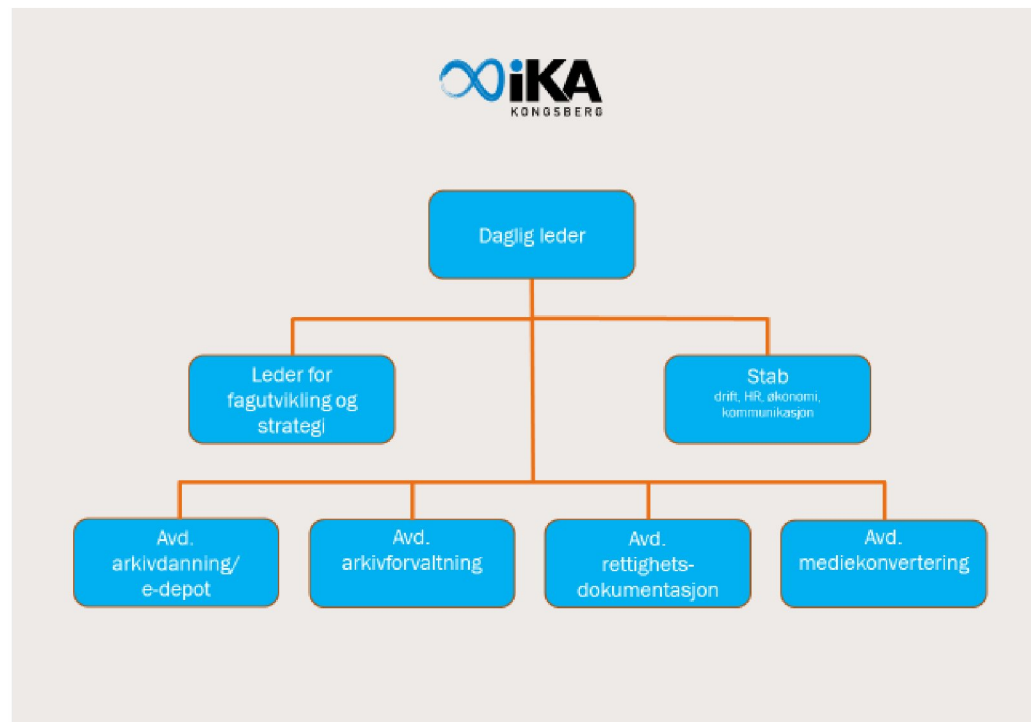 iKA
KONGSBERG
Daglig leder
Leder for
fagutvikling og
strategi
Stab
drift, HR, økonomi,
kommunikasjon
Avd.
arkivdanning/
e-depot
Avd.
arkivforvaltning
Avd.
rettighets-
dokumentasjon
Avd.
mediekonvertering